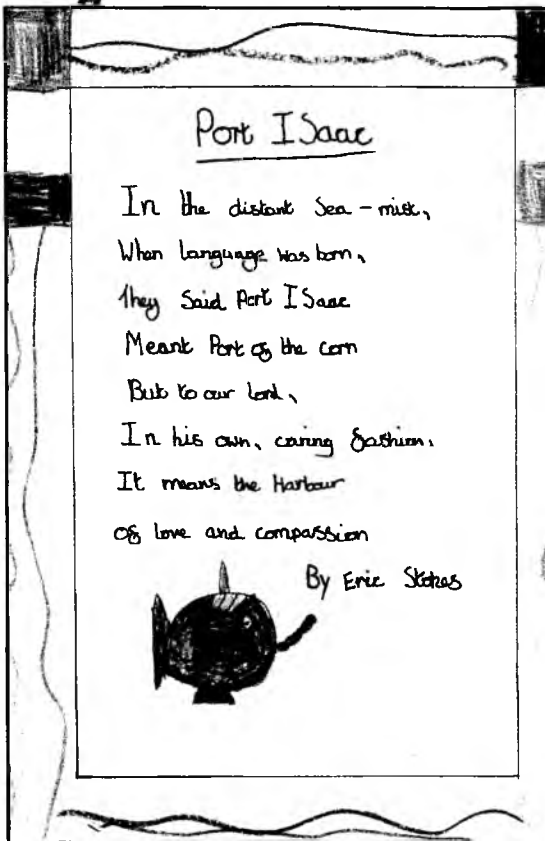 Port Isaac
In the distant Sea-mist,
When language was born,
They Said Port Isaac
Meant Port of the corn
But to our Lord,
In his own, caring fashion.
It means the Harbour
of love and compassion
By Eric Stokes